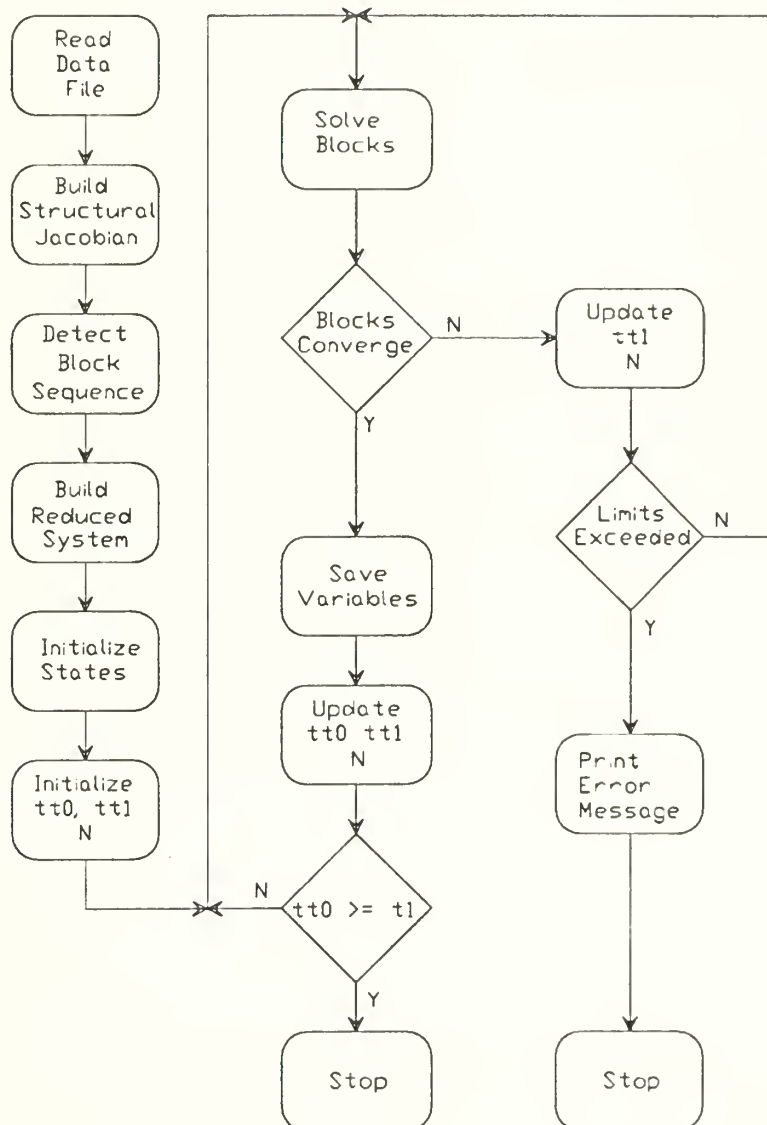 Read
Data
File
Build
Structural
Jacobian
Detect
Block
Sequence
Build
Reduced
System
Initialize
States
Initialize
tt0, tt1
N
Solve
Blocks
Blocks
Converge
N
Y
Save
Variables
Update
tt0 tt1
N
N
tt0 >= t1
Y
Stop
Update
tt1
N
Limits
Exceeded
N
Y
Print
Error
Message
Stop